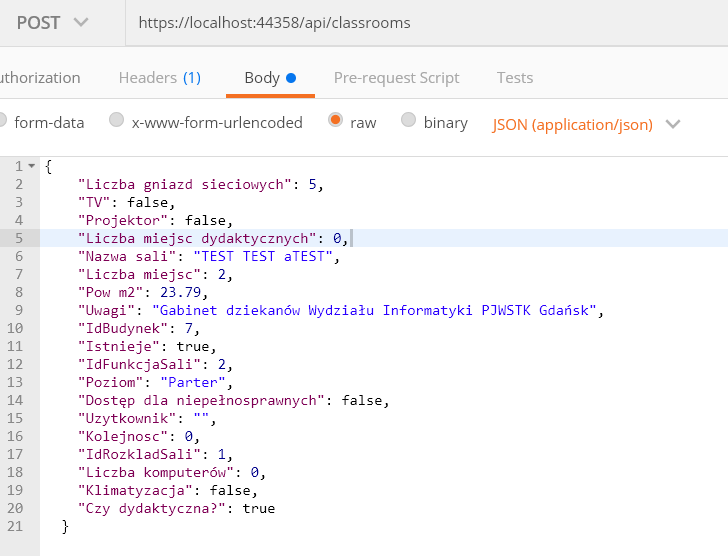 POST https://localhost:44358/api/classrooms
uthorization Headers (1) Body Pre-request Script Tests
form-data x-www-form-urlencoded raw binary JSON (application/json)
1 {
2 "Liczba gniazd sieciowych": 5,
3 "TV": false,
4 "Projektor": false,
5 "Liczba miejsc dydaktycznych": 0,
6 "Nazwa sali": "TEST TEST aTEST",
7 "Liczba miejsc": 2,
8 "Pow m2": 23.79,
9 "Uwagi": "Gabinet dziekanów Wydziału Informatyki PJWSTK Gdańsk",
10 "IdBudynek": 7,
11 "Istnieje": true,
12 "IdFunkcjaSali": 2,
13 "Poziom": "Parter",
14 "Dostęp dla niepełnosprawnych": false,
15 "Uzytkownik": "",
16 "Kolejnosc": 0,
17 "IdRozkladSali": 1,
18 "Liczba komputerów": 0,
19 "Klimatyzacja": false,
20 "Czy dydaktyczna?": true
21 }